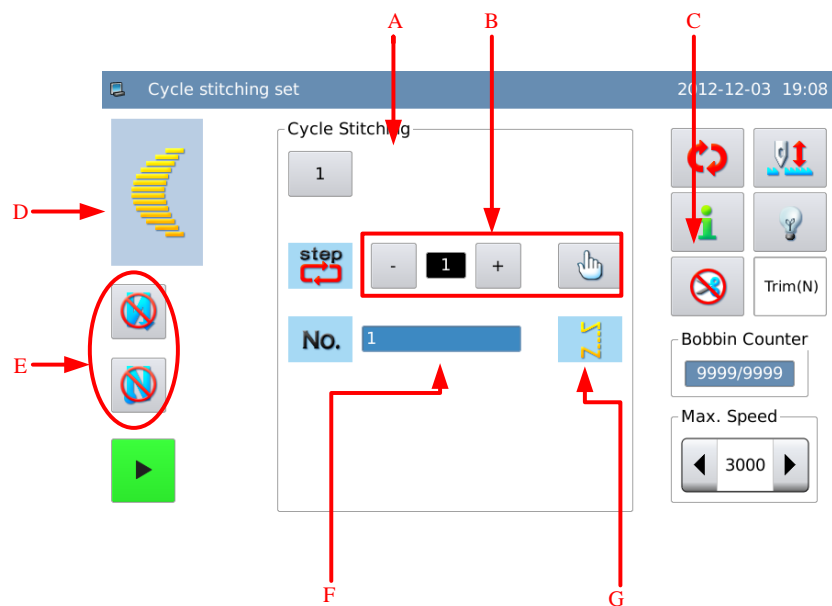 A B C
Cycle stitching set 2012-12-03 19:08
Cycle Stitching
1
D
step
- 1 +
Trim(N)
No. 1
Bobbin Counter
9999/9999
E
Max. Speed
3000
F G